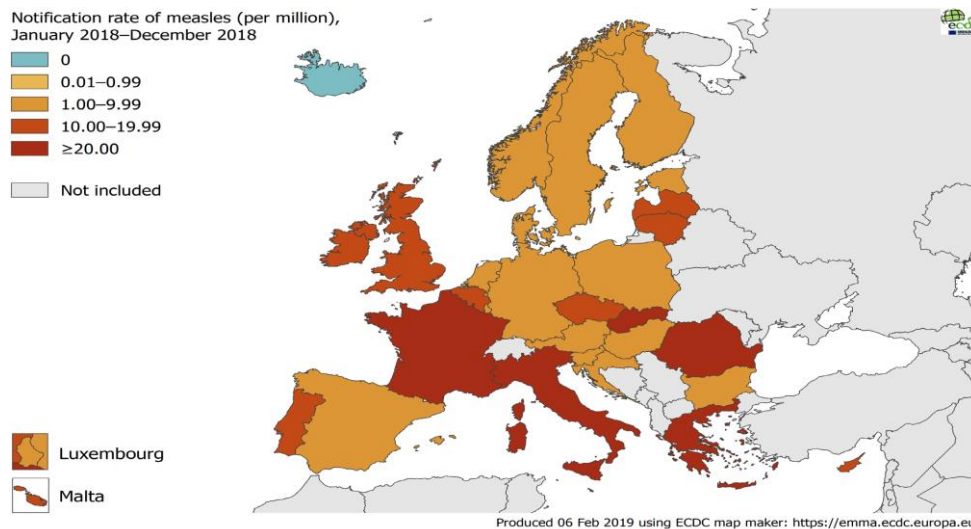 Notification rate of measles (per million),
January 2018–December 2018
0
0.01–0.99
1.00–9.99
10.00–19.99
≥20.00
Not included
Luxembourg
Malta
Produced 06 Feb 2019 using ECDC map maker: https://emma.ecdc.europa.eu